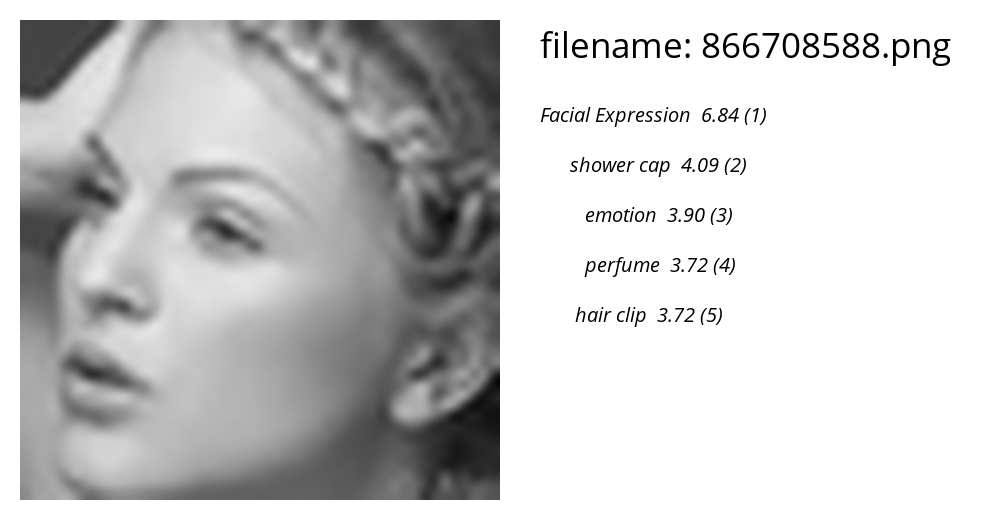 filename: 866708588.png
Facial Expression 6.84 (1)
shower cap 4.09 (2)
emotion 3.90 (3)
perfume 3.72 (4)
hair clip 3.72 (5)